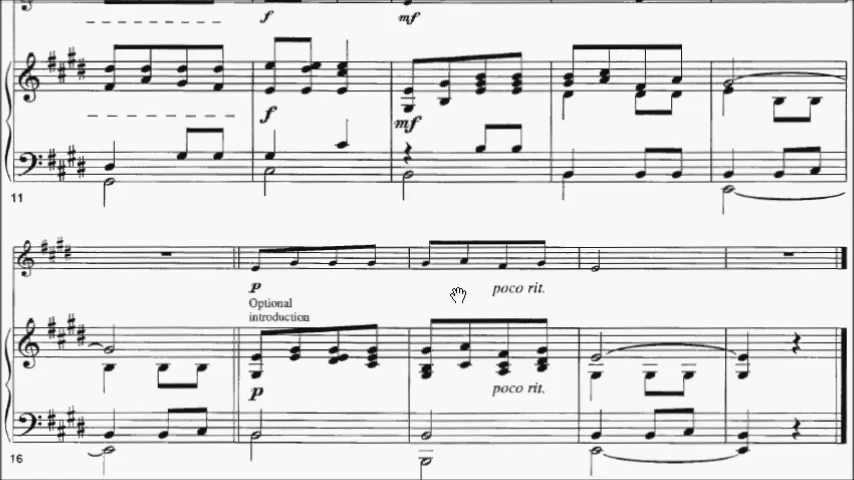 f mf
f
mf
11
p poco rit.
Optional
introduction
p poco rit.
16